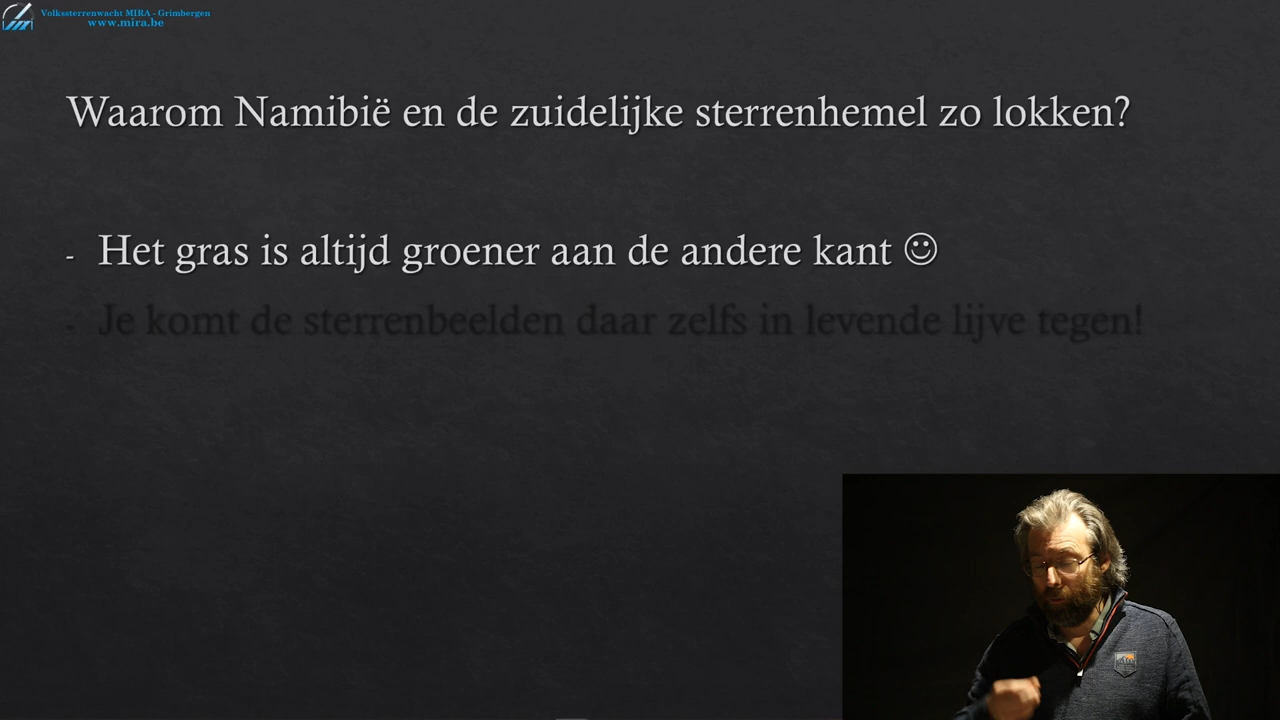 Volkssterrenwacht MIRA - Grimbergen
www.mira.be
Waarom Namibië en de zuidelijke sterrenhemel zo lokken?
- Het gras is altijd groener aan de andere kant ☺
- Je komt de sterrenbeelden daar zelfs in levende lijve tegen!